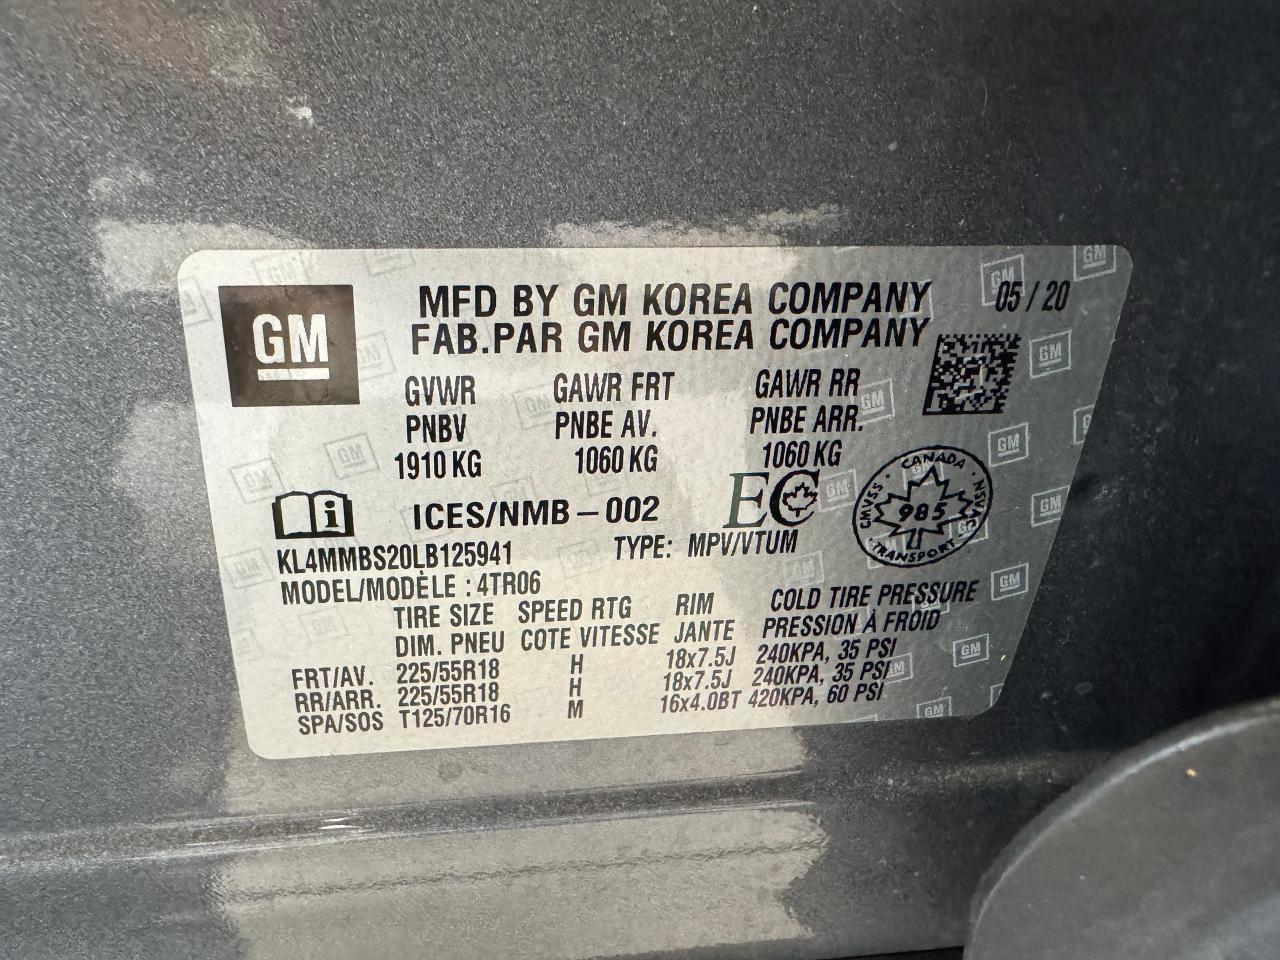 GM
MFD BY GM KOREA COMPANY 05 / 20
FAB.PAR GM KOREA COMPANY
GVWR GAWR FRT GAWR RR
PNBV PNBE AV. PNBE ARR.
1910 KG 1060 KG 1060 KG
ICES/NMB – 002 EC
CANADA
CMVSS 985 NSVAC
TRANSPORT
KL4MMBS20LB125941 TYPE: MPV/VTUM
MODEL/MODÈLE : 4TR06
TIRE SIZE SPEED RTG RIM COLD TIRE PRESSURE
DIM. PNEU COTE VITESSE JANTE PRESSION À FROID
FRT/AV. 225/55R18 H 18x7.5J 240KPA, 35 PSI
RR/ARR. 225/55R18 H 18x7.5J 240KPA, 35 PSI
SPA/SOS T125/70R16 M 16x4.0BT 420KPA, 60 PSI